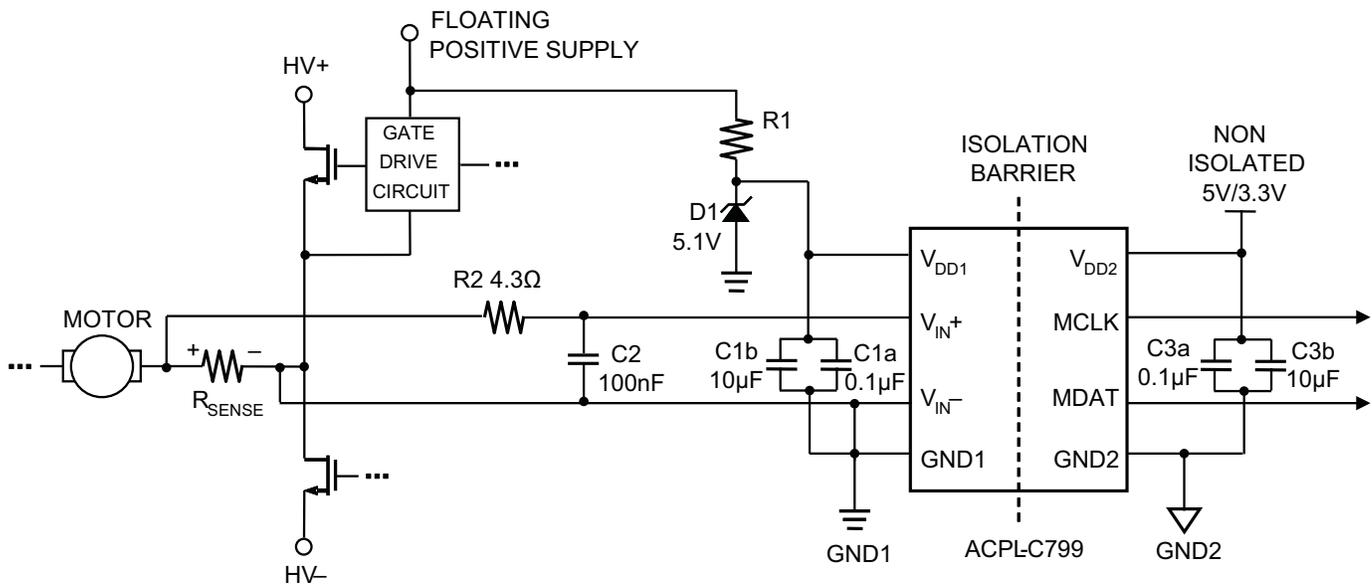 FLOATING
POSITIVE SUPPLY
HV+
GATE
DRIVE
CIRCUIT
R1
D1
5.1V
ISOLATION
BARRIER
NON
ISOLATED
5V/3.3V
MOTOR
+
–
RSENSE
R2 4.3Ω
C2
100nF
C1b
10µF
C1a
0.1µF
VDD1
VIN+
VIN–
GND1
VDD2
MCLK
MDAT
GND2
C3a
0.1µF
C3b
10µF
HV–
GND1
ACPL-C799
GND2